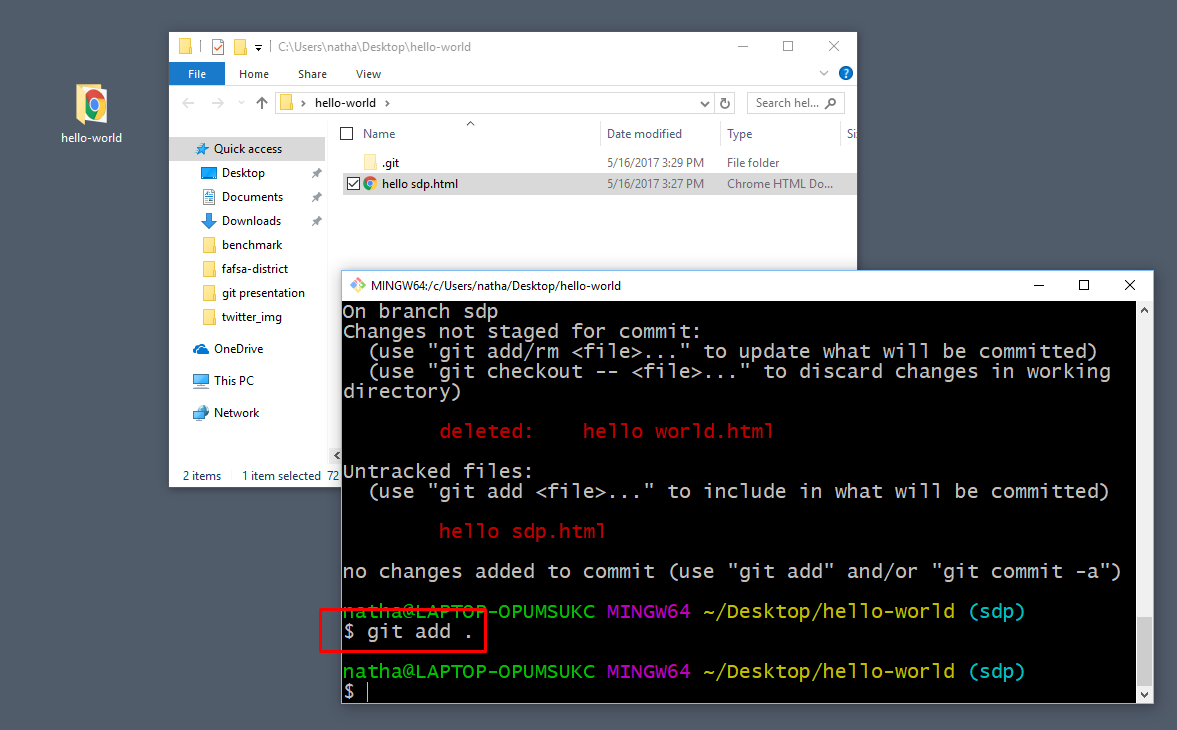 C:\Users\natha\Desktop\hello-world
File Home Share View
hello-world
Search hel...
hello-world
Name Date modified Type
.git 5/16/2017 3:29 PM File folder
hello sdp.html 5/16/2017 3:27 PM Chrome HTML Do...
Quick access
Desktop
Documents
Downloads
benchmark
fafsa-district
git presentation
twitter_img
OneDrive
This PC
Network
2 items 1 item selected 72
MINGW64:/c/Users/natha/Desktop/hello-world
On branch sdp
Changes not staged for commit:
(use "git add/rm <file>..." to update what will be committed)
(use "git checkout -- <file>..." to discard changes in working
directory)
deleted: hello world.html
Untracked files:
(use "git add <file>..." to include in what will be committed)
hello sdp.html
no changes added to commit (use "git add" and/or "git commit -a")
natha@LAPTOP-OPUMSUKC MINGW64 ~/Desktop/hello-world (sdp)
$ git add .
natha@LAPTOP-OPUMSUKC MINGW64 ~/Desktop/hello-world (sdp)
$